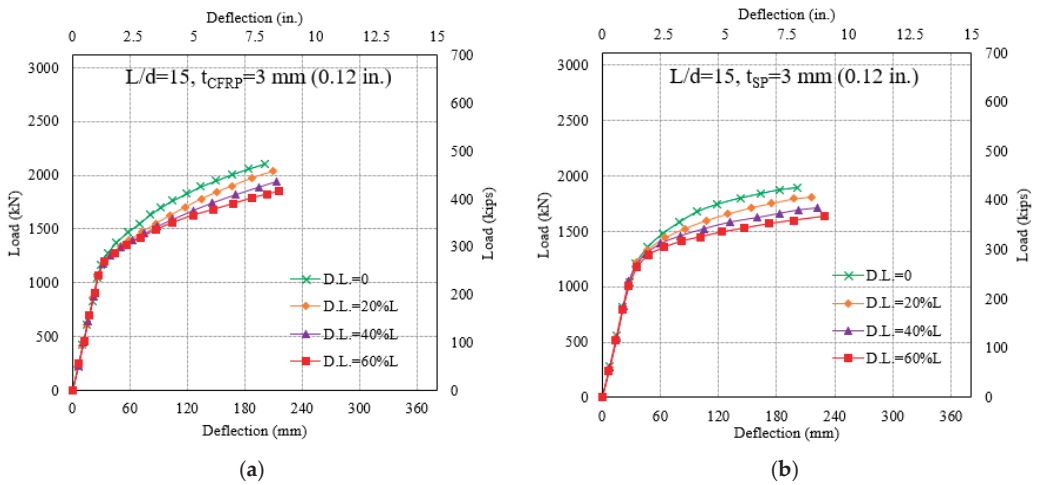 Deflection (in.)
0 2.5 5 7.5 10 12.5 15
L/d=15, tCFRP=3 mm (0.12 in.)
Load (kN)
3000
2500
2000
1500
1000
500
0
700
600
500
400
300
200
100
0
Load (kips)
D.L.=0
D.L.=20%L
D.L.=40%L
D.L.=60%L
0 60 120 180 240 300 360
Deflection (mm)
(a)
Deflection (in.)
0 2.5 5 7.5 10 12.5 15
L/d=15, tSP=3 mm (0.12 in.)
Load (kN)
3000
2500
2000
1500
1000
500
0
700
600
500
400
300
200
100
0
Load (kips)
D.L.=0
D.L.=20%L
D.L.=40%L
D.L.=60%L
0 60 120 180 240 300 360
Deflection (mm)
(b)